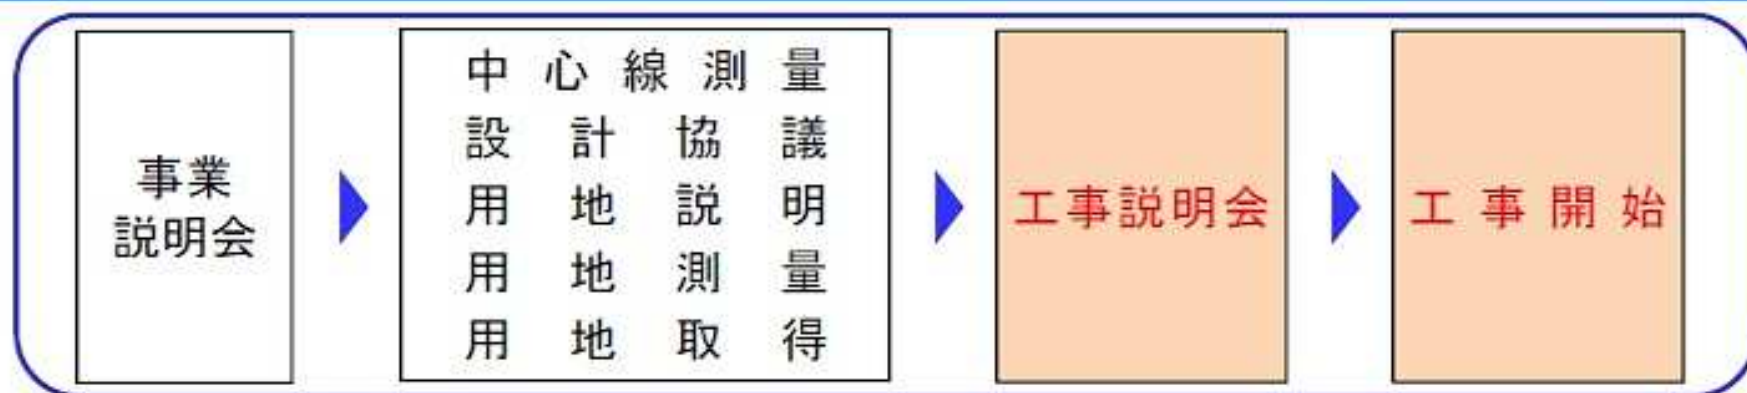 事業
説明会
中心線測量
設計協議
用地説明
用地測量
用地取得
工事説明会
工事開始